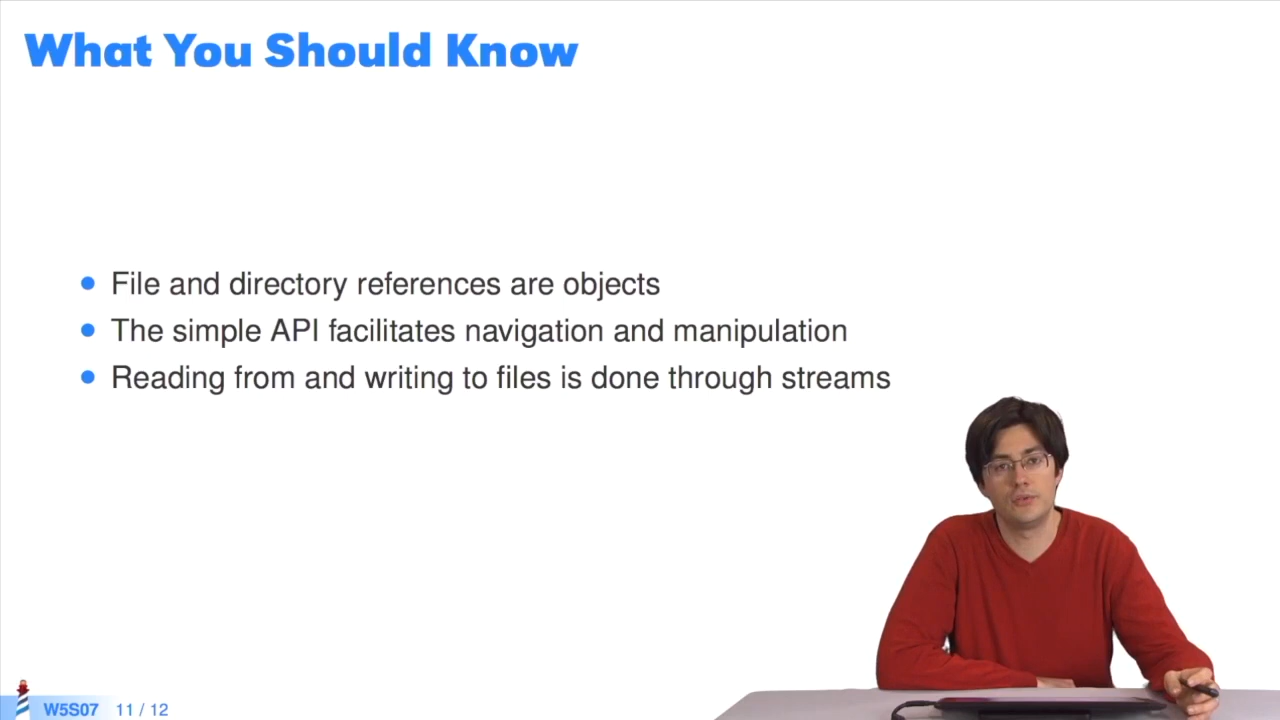 What You Should Know
File and directory references are objects
The simple API facilitates navigation and manipulation
Reading from and writing to files is done through streams
W5S07 11 / 12